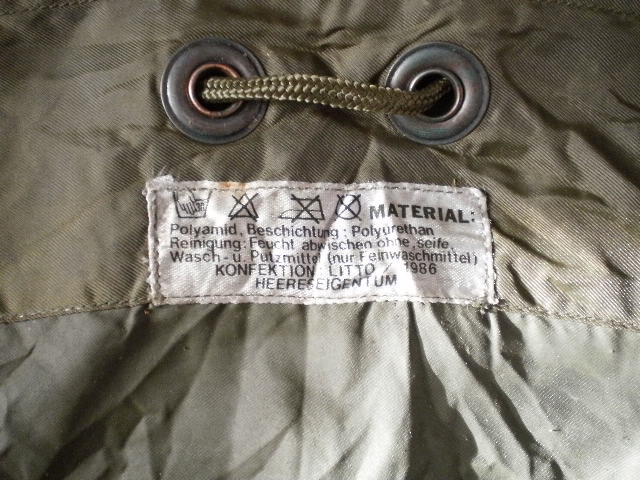 MATERIAL:
Polyamid, Beschichtung: Polyurethan
Reinigung: Feucht abwischen ohne, seife,
Wasch- u. Putzmittel (nur Feinwaschmittel)
KONFEKTION LITTO / 1986
HEERESEIGENTUM